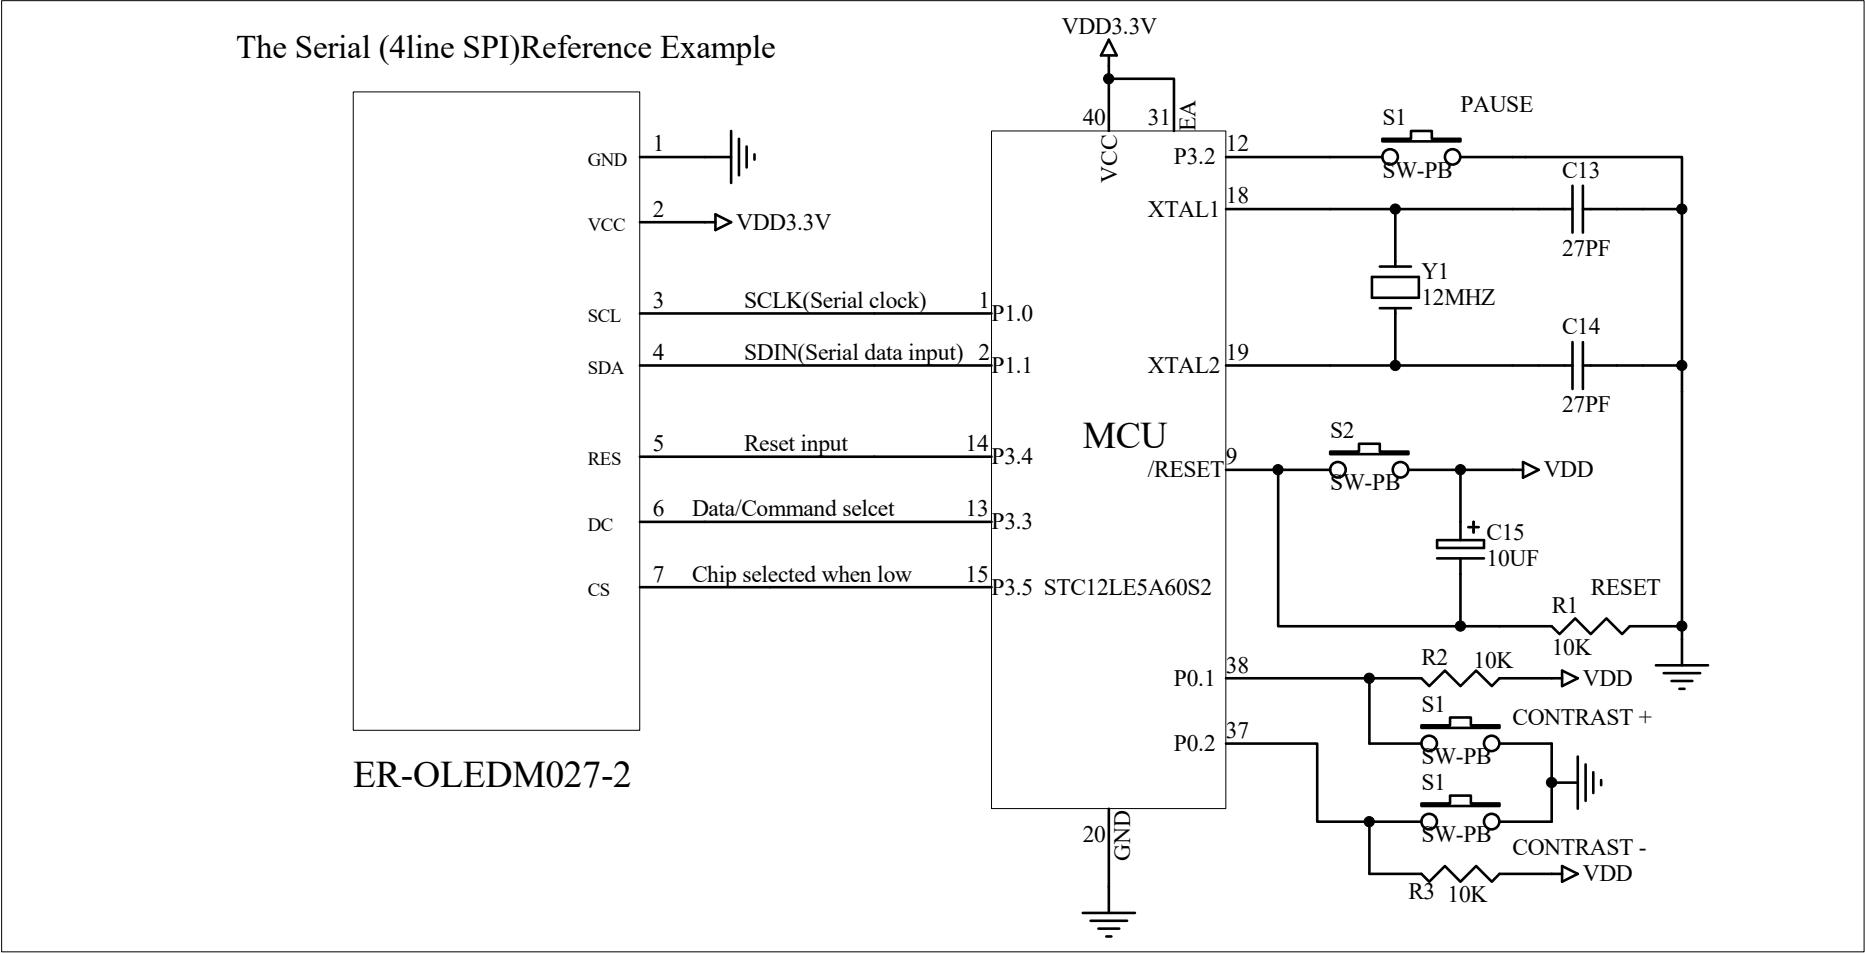 The Serial (4line SPI)Reference Example
VDD3.3V
40
31
EA
VCC
GND
1
VCC
2
VDD3.3V
SCL
3
SCLK(Serial clock)
1
P1.0
SDA
4
SDIN(Serial data input)
2
P1.1
RES
5
Reset input
14
P3.4
DC
6
Data/Command selcet
13
P3.3
CS
7
Chip selected when low
15
P3.5
STC12LE5A60S2
MCU
ER-OLEDM027-2
20
GND
P3.2
12
S1
SW-PB
PAUSE
XTAL1
18
C13
27PF
Y1
12MHZ
XTAL2
19
C14
27PF
/RESET
9
S2
SW-PB
VDD
+
C15
10UF
RESET
R1
10K
P0.1
38
R2
10K
VDD
S1
SW-PB
CONTRAST +
P0.2
37
S1
SW-PB
CONTRAST -
R3
10K
VDD